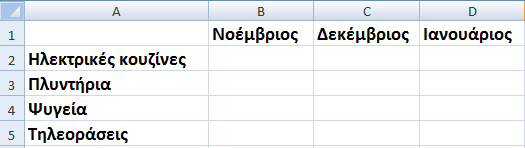 A B C D
1 Νοέμβριος Δεκέμβριος Ιανουάριος
2 Ηλεκτρικές κουζίνες
3 Πλυντήρια
4 Ψυγεία
5 Τηλεοράσεις